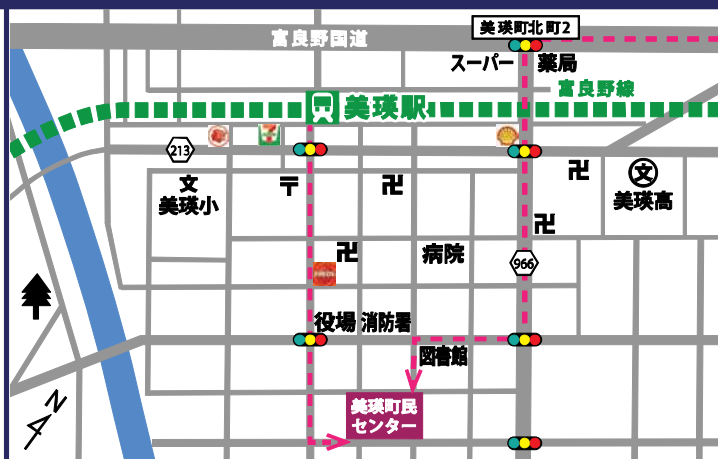 美瑛町北町2
富良野国道
スーパー 薬局
富良野線
美瑛駅
213
文
美瑛小
文
美瑛高
病院
966
役場 消防署
図書館
美瑛町民
センター
N